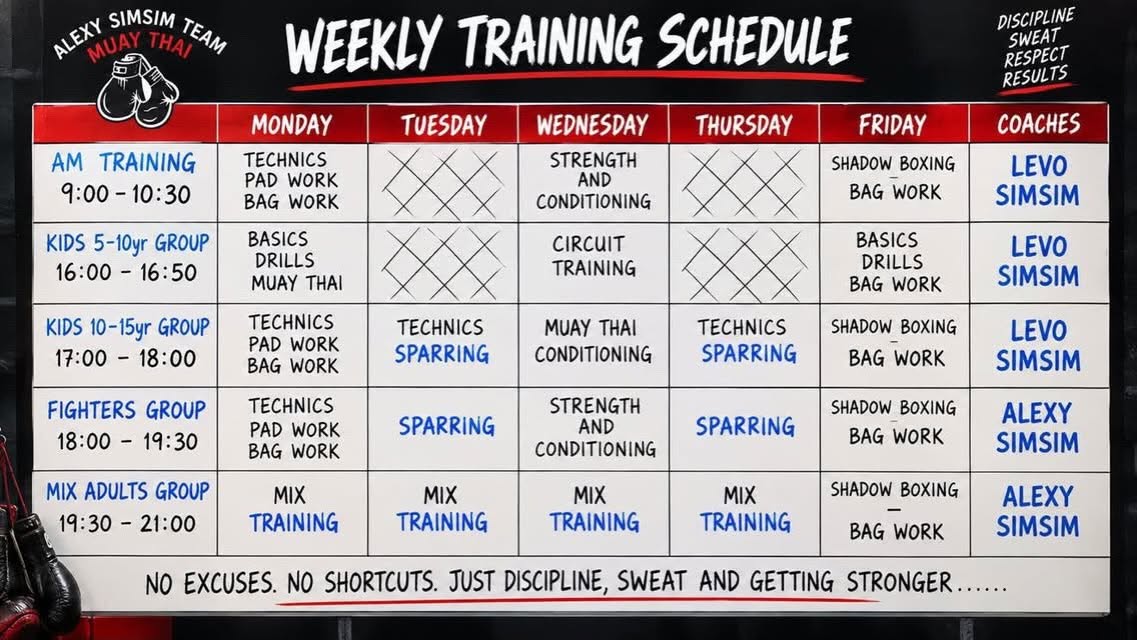 ALEXY SIMSIM TEAM
MUAY THAI
WEEKLY TRAINING SCHEDULE
DISCIPLINE
SWEAT
RESPECT
RESULTS
MONDAY TUESDAY WEDNESDAY THURSDAY FRIDAY COACHES
AM TRAINING
9:00 - 10:30
TECHNICS
PAD WORK
BAG WORK
STRENGTH
AND
CONDITIONING
SHADOW BOXING
–
BAG WORK
LEVO
SIMSIM
KIDS 5-10yr GROUP
16:00 - 16:50
BASICS
DRILLS
MUAY THAI
CIRCUIT
TRAINING
BASICS
DRILLS
BAG WORK
LEVO
SIMSIM
KIDS 10-15yr GROUP
17:00 - 18:00
TECHNICS
PAD WORK
BAG WORK
TECHNICS
SPARRING
MUAY THAI
CONDITIONING
TECHNICS
SPARRING
SHADOW BOXING
–
BAG WORK
LEVO
SIMSIM
FIGHTERS GROUP
18:00 - 19:30
TECHNICS
PAD WORK
BAG WORK
SPARRING
STRENGTH
AND
CONDITIONING
SPARRING
SHADOW BOXING
–
BAG WORK
ALEXY
SIMSIM
MIX ADULTS GROUP
19:30 - 21:00
MIX
TRAINING
MIX
TRAINING
MIX
TRAINING
MIX
TRAINING
SHADOW BOXING
–
BAG WORK
ALEXY
SIMSIM
NO EXCUSES. NO SHORTCUTS. JUST DISCIPLINE, SWEAT AND GETTING STRONGER......